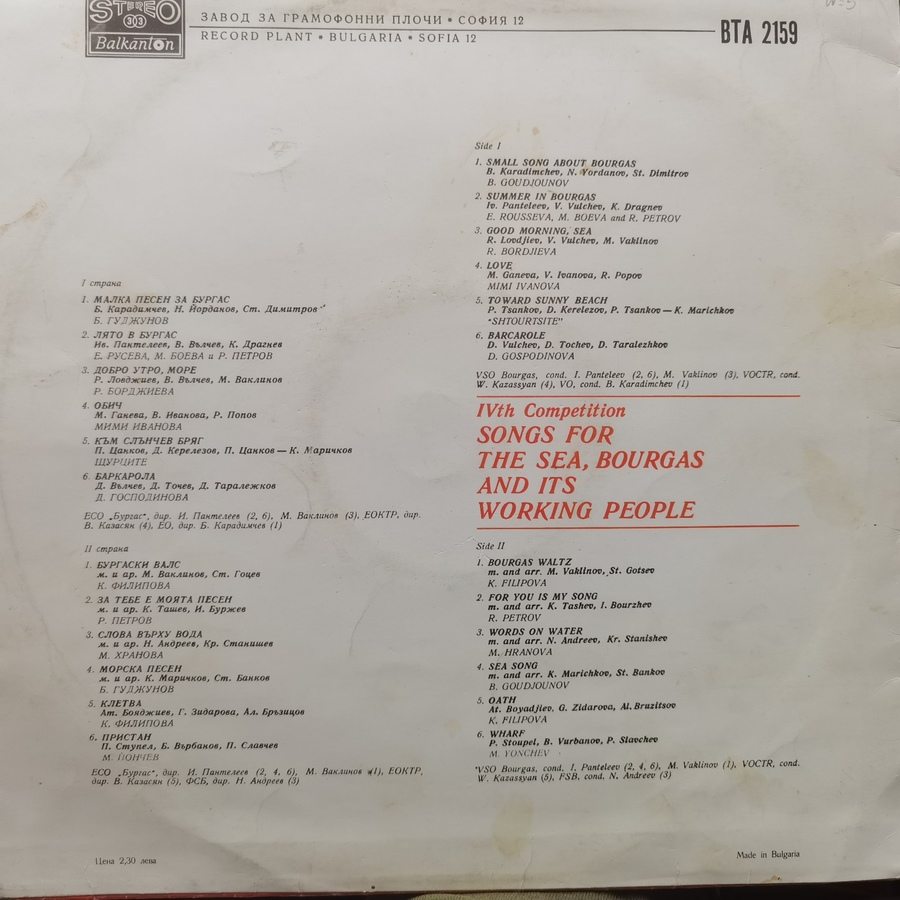 STEREO
33
Balkanton
ЗАВОД ЗА ГРАМОФОННИ ПЛОЧИ • СОФИЯ 12
RECORD PLANT • BULGARIA • SOFIA 12
BTA 2159
I страна
1. МАЛКА ПЕСЕН ЗА БУРГАС
Б. Карадимчев, Н. Йорданов, Ст. Димитров
Б. ГУДЖУНОВ
2. ЛЯТО В БУРГАС
Ив. Пантелеев, В. Вълчев, К. Драгнев
Е. РУСЕВА, М. БОЕВА и Р. ПЕТРОВ
3. ДОБРО УТРО, МОРЕ
Р. Ловджиев, В. Вълчев, М. Ваклинов
Р. БОРДЖИЕВА
4. ОБИЧ
М. Ганева, В. Иванова, Р. Попов
МИМИ ИВАНОВА
5. КЪМ СЛЪНЧЕВ БРЯГ
П. Цанков, Д. Керелезов, П. Цанков — К. Маричков
ЩУРЦИТЕ
6. БАРКАРОЛА
Д. Вълчев, Д. Точев, Д. Таралежков
Д. ГОСПОДИНОВА
ЕСО „Бургас“, дир. И. Пантелеев (2, 6), М. Ваклинов (3), ЕОКТР, дир.
В. Казасян (4), ЕО, дир. Б. Карадимчев (1)
II страна
1. БУРГАСКИ ВАЛС
м. и ар. М. Ваклинов, Ст. Гоцев
К. ФИЛИПОВА
2. ЗА ТЕБЕ Е МОЯТА ПЕСЕН
м. и ар. К. Ташев, И. Буржев
Р. ПЕТРОВ
3. СЛОВА ВЪРХУ ВОДА
м. и ар. Н. Андреев, Кр. Станишев
М. ХРАНОВА
4. МОРСКА ПЕСЕН
м. и ар. К. Маричков, Ст. Банков
Б. ГУДЖУНОВ
5. КЛЕТВА
Ат. Бояджиев, Г. Зидарова, Ал. Бръзицов
К. ФИЛИПОВА
6. ПРИСТАН
П. Ступел, Б. Върбанов, П. Славчев
М. ЙОНЧЕВ
ЕСО „Бургас“, дир. И. Пантелеев (2, 4, 6), М. Ваклинов (1), ЕОКТР,
дир. В. Казасян (5), ФСБ, дир. Н. Андреев (3)
Цена 2,30 лева
Side I
1. SMALL SONG ABOUT BOURGAS
B. Karadimchev, N. Yordanov, St. Dimitrov
B. GOUDJOUNOV
2. SUMMER IN BOURGAS
Iv. Panteleev, V. Vulchev, K. Dragnev
E. ROUSSEVA, M. BOEVA and R. PETROV
3. GOOD MORNING, SEA
R. Lovdjiev, V. Vulchev, M. Vaklinov
R. BORDJIEVA
4. LOVE
M. Ganeva, V. Ivanova, R. Popov
MIMI IVANOVA
5. TOWARD SUNNY BEACH
P. Tsankov, D. Kerelezov, P. Tsankov — K. Marichkov
"SHTOURTSITE"
6. BARCAROLE
D. Vulchev, D. Tochev, D. Taralezhkov
D. GOSPODINOVA
VSO Bourgas, cond. I. Panteleev (2, 6), M. Vaklinov (3), VOCTR, cond.
W. Kazassyan (4), VO, cond. B. Karadimchev (1)
IVth Competition
SONGS FOR
THE SEA, BOURGAS
AND ITS
WORKING PEOPLE
Side II
1. BOURGAS WALTZ
m. and arr. M. Vaklinov, St. Gotsev
K. FILIPOVA
2. FOR YOU IS MY SONG
m. and arr. K. Tashev, I. Bourzhev
R. PETROV
3. WORDS ON WATER
m. and arr. N. Andreev, Kr. Stanishev
M. HRANOVA
4. SEA SONG
m. and arr. K. Marichkov, St. Bankov
B. GOUDJOUNOV
5. OATH
At. Boyadjiev, G. Zidarova, Al. Bruzitsov
K. FILIPOVA
6. WHARF
P. Stoupel, B. Vurbanov, P. Slavchev
M. YONCHEV
VSO Bourgas, cond. I. Panteleev (2, 4, 6), M. Vaklinov (1), VOCTR, cond.
W. Kazassyan (5), FSB, cond. N. Andreev (3)
Made in Bulgaria